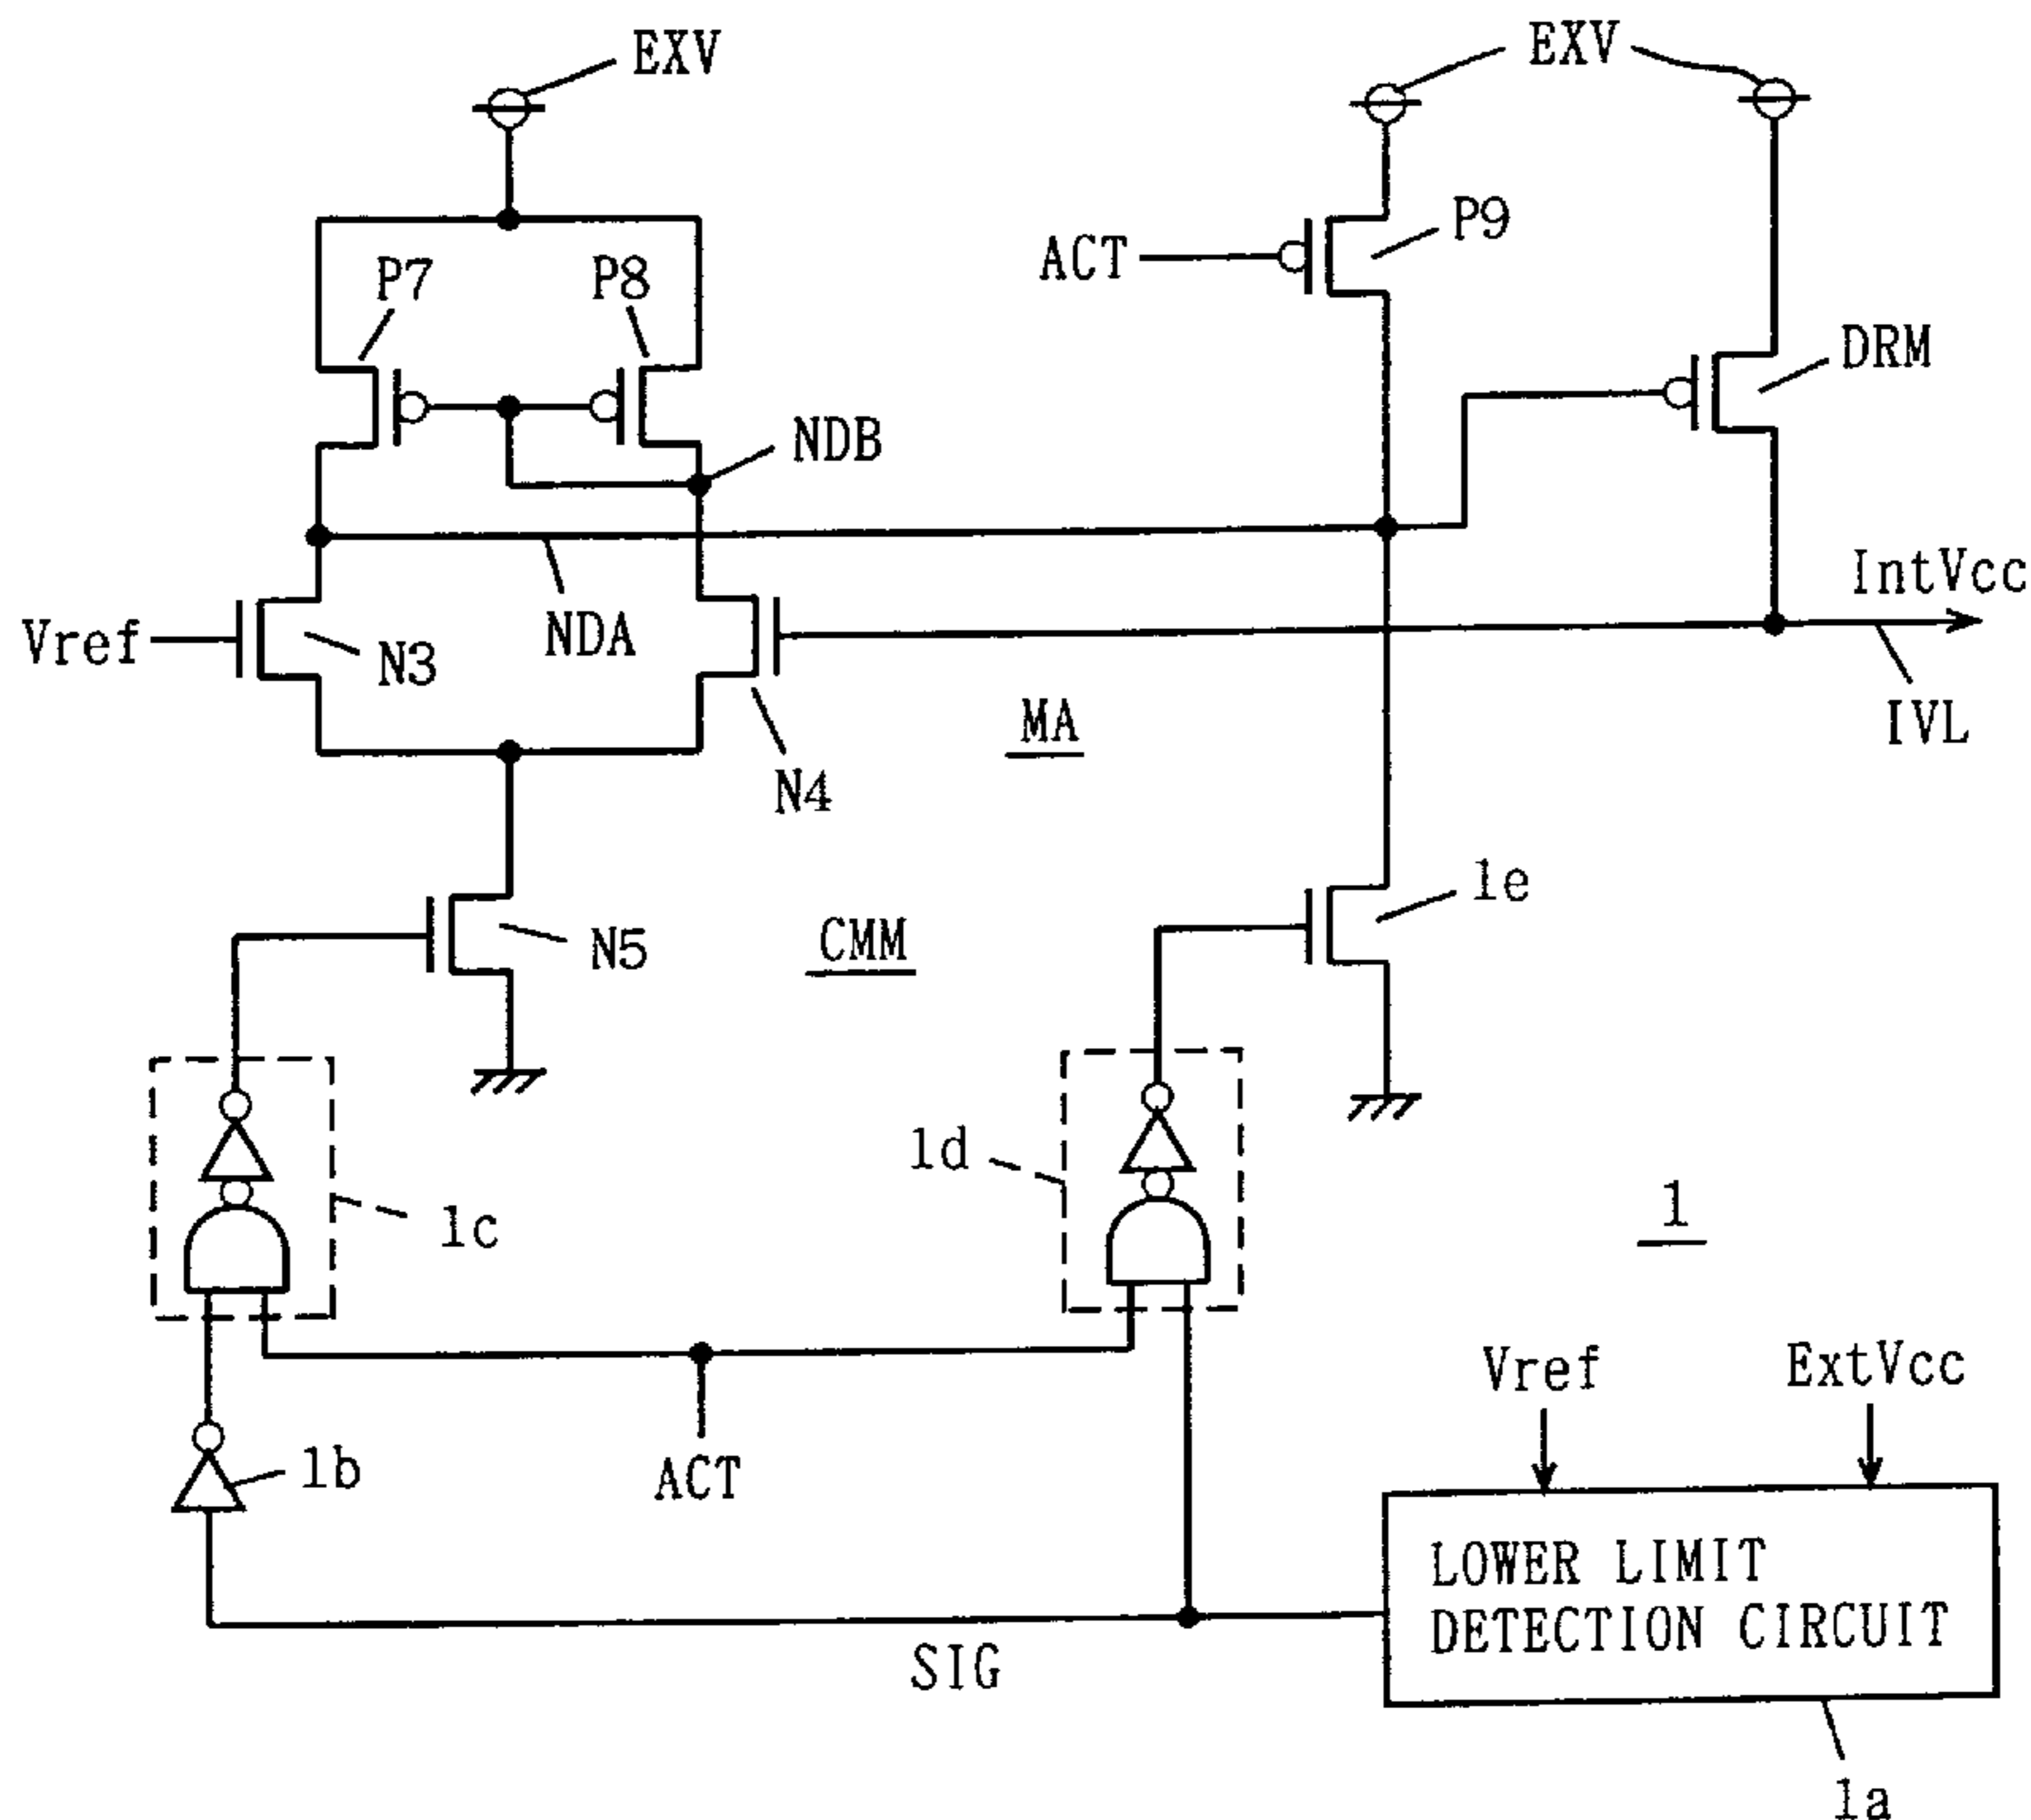 EXV
EXV
P7
P8
ACT
P9
DRM
NDB
IntVcc
Vref
N3
NDA
MA
IVL
N4
1e
CMM
N5
1d
1c
1
Vref
ExtVcc
1b
ACT
LOWER LIMIT
DETECTION CIRCUIT
SIG
1a